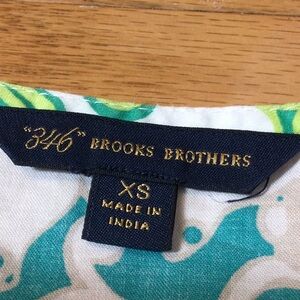 "346" BROOKS BROTHERS
XS
MADE IN
INDIA